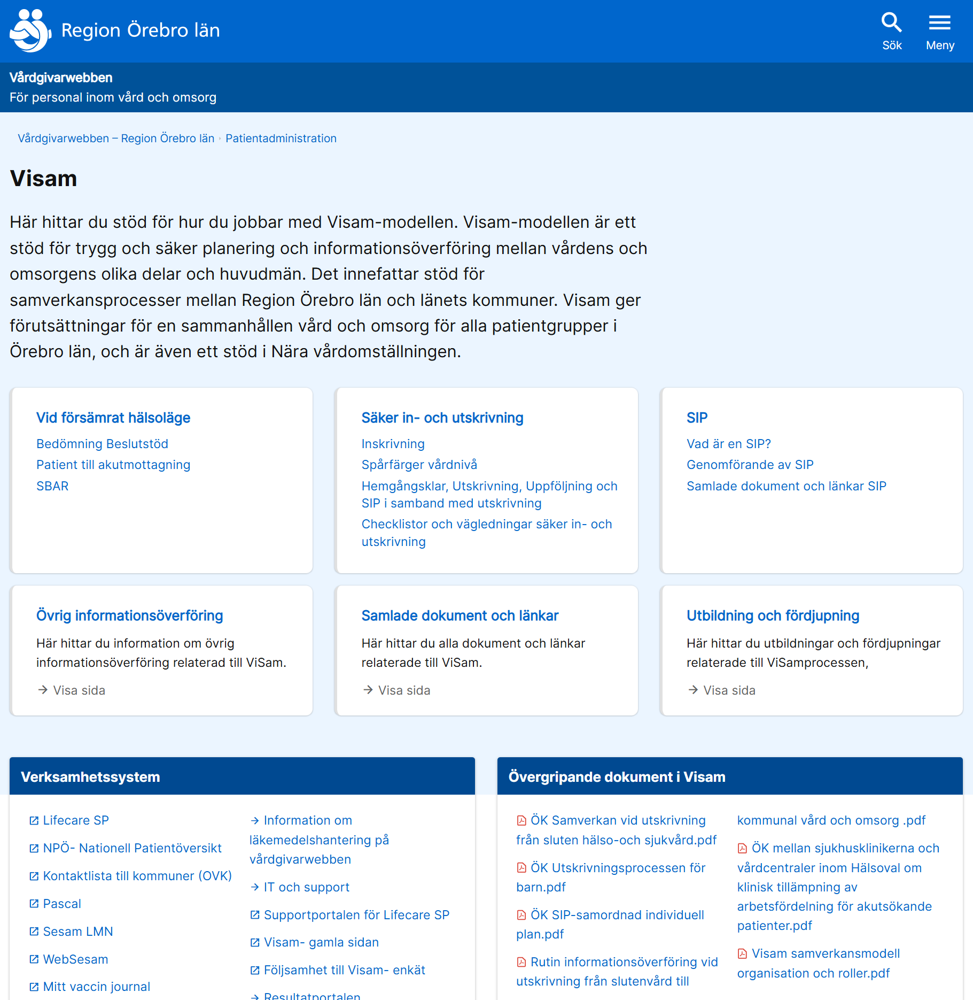 Region Örebro län
Sök
Meny
Vårdgivarwebben
För personal inom vård och omsorg
Vårdgivarwebben – Region Örebro län › Patientadministration
Visam
Här hittar du stöd för hur du jobbar med Visam-modellen. Visam-modellen är ett
stöd för trygg och säker planering och informationsöverföring mellan vårdens och
omsorgens olika delar och huvudmän. Det innefattar stöd för
samverkansprocesser mellan Region Örebro län och länets kommuner. Visam ger
förutsättningar för en sammanhållen vård och omsorg för alla patientgrupper i
Örebro län, och är även ett stöd i Nära vårdomställningen.
Vid försämrat hälsoläge
Bedömning Beslutstöd
Patient till akutmottagning
SBAR
Säker in- och utskrivning
Inskrivning
Spårfärger vårdnivå
Hemgångsklar, Utskrivning, Uppföljning och
SIP i samband med utskrivning
Checklistor och vägledningar säker in- och
utskrivning
SIP
Vad är en SIP?
Genomförande av SIP
Samlade dokument och länkar SIP
Övrig informationsöverföring
Här hittar du information om övrig
informationsöverföring relaterad till ViSam.
→ Visa sida
Samlade dokument och länkar
Här hittar du alla dokument och länkar
relaterade till ViSam.
→ Visa sida
Utbildning och fördjupning
Här hittar du utbildningar och fördjupningar
relaterade till ViSamprocessen,
→ Visa sida
Verksamhetssystem
Lifecare SP
NPÖ- Nationell Patientöversikt
Kontaktlista till kommuner (OVK)
Pascal
Sesam LMN
WebSesam
Mitt vaccin journal
→ Information om
läkemedelshantering på
vårdgivarwebben
→ IT och support
Supportportalen för Lifecare SP
Visam- gamla sidan
Följsamhet till Visam- enkät
→ Resultatportalen
Övergripande dokument i Visam
ÖK Samverkan vid utskrivning
från sluten hälso-och sjukvård.pdf
ÖK Utskrivningsprocessen för
barn.pdf
ÖK SIP-samordnad individuell
plan.pdf
Rutin informationsöverföring vid
utskrivning från slutenvård till
kommunal vård och omsorg .pdf
ÖK mellan sjukhusklinikerna och
vårdcentraler inom Hälsoval om
klinisk tillämpning av
arbetsfördelning för akutsökande
patienter.pdf
Visam samverkansmodell
organisation och roller.pdf